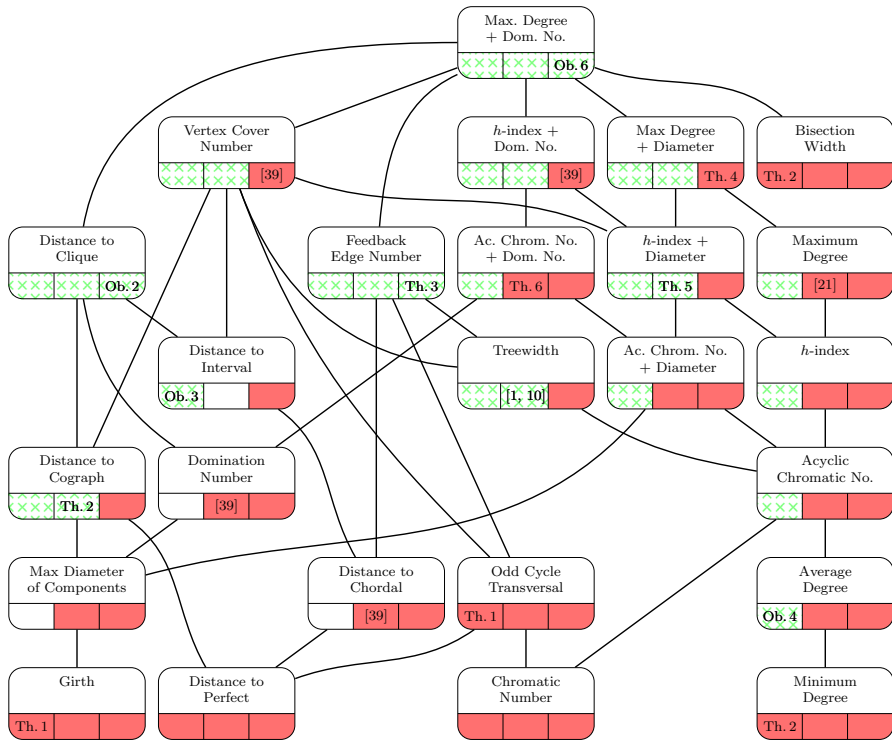 Max. Degree
+ Dom. No.
Ob. 6
Vertex Cover
Number
[39]
h-index +
Dom. No.
[39]
Max Degree
+ Diameter
Th. 4
Bisection
Width
Th. 2
Distance to
Clique
Ob. 2
Feedback
Edge Number
Th. 3
Ac. Chrom. No.
+ Dom. No.
Th. 6
h-index +
Diameter
Th. 5
Maximum
Degree
[21]
Distance to
Interval
Ob. 3
Treewidth
[1, 10]
Ac. Chrom. No.
+ Diameter
h-index
Distance to
Cograph
Th. 2
Domination
Number
[39]
Acyclic
Chromatic No.
Max Diameter
of Components
Distance to
Chordal
[39]
Odd Cycle
Transversal
Th. 1
Average
Degree
Ob. 4
Girth
Th. 1
Distance to
Perfect
Chromatic
Number
Minimum
Degree
Th. 2